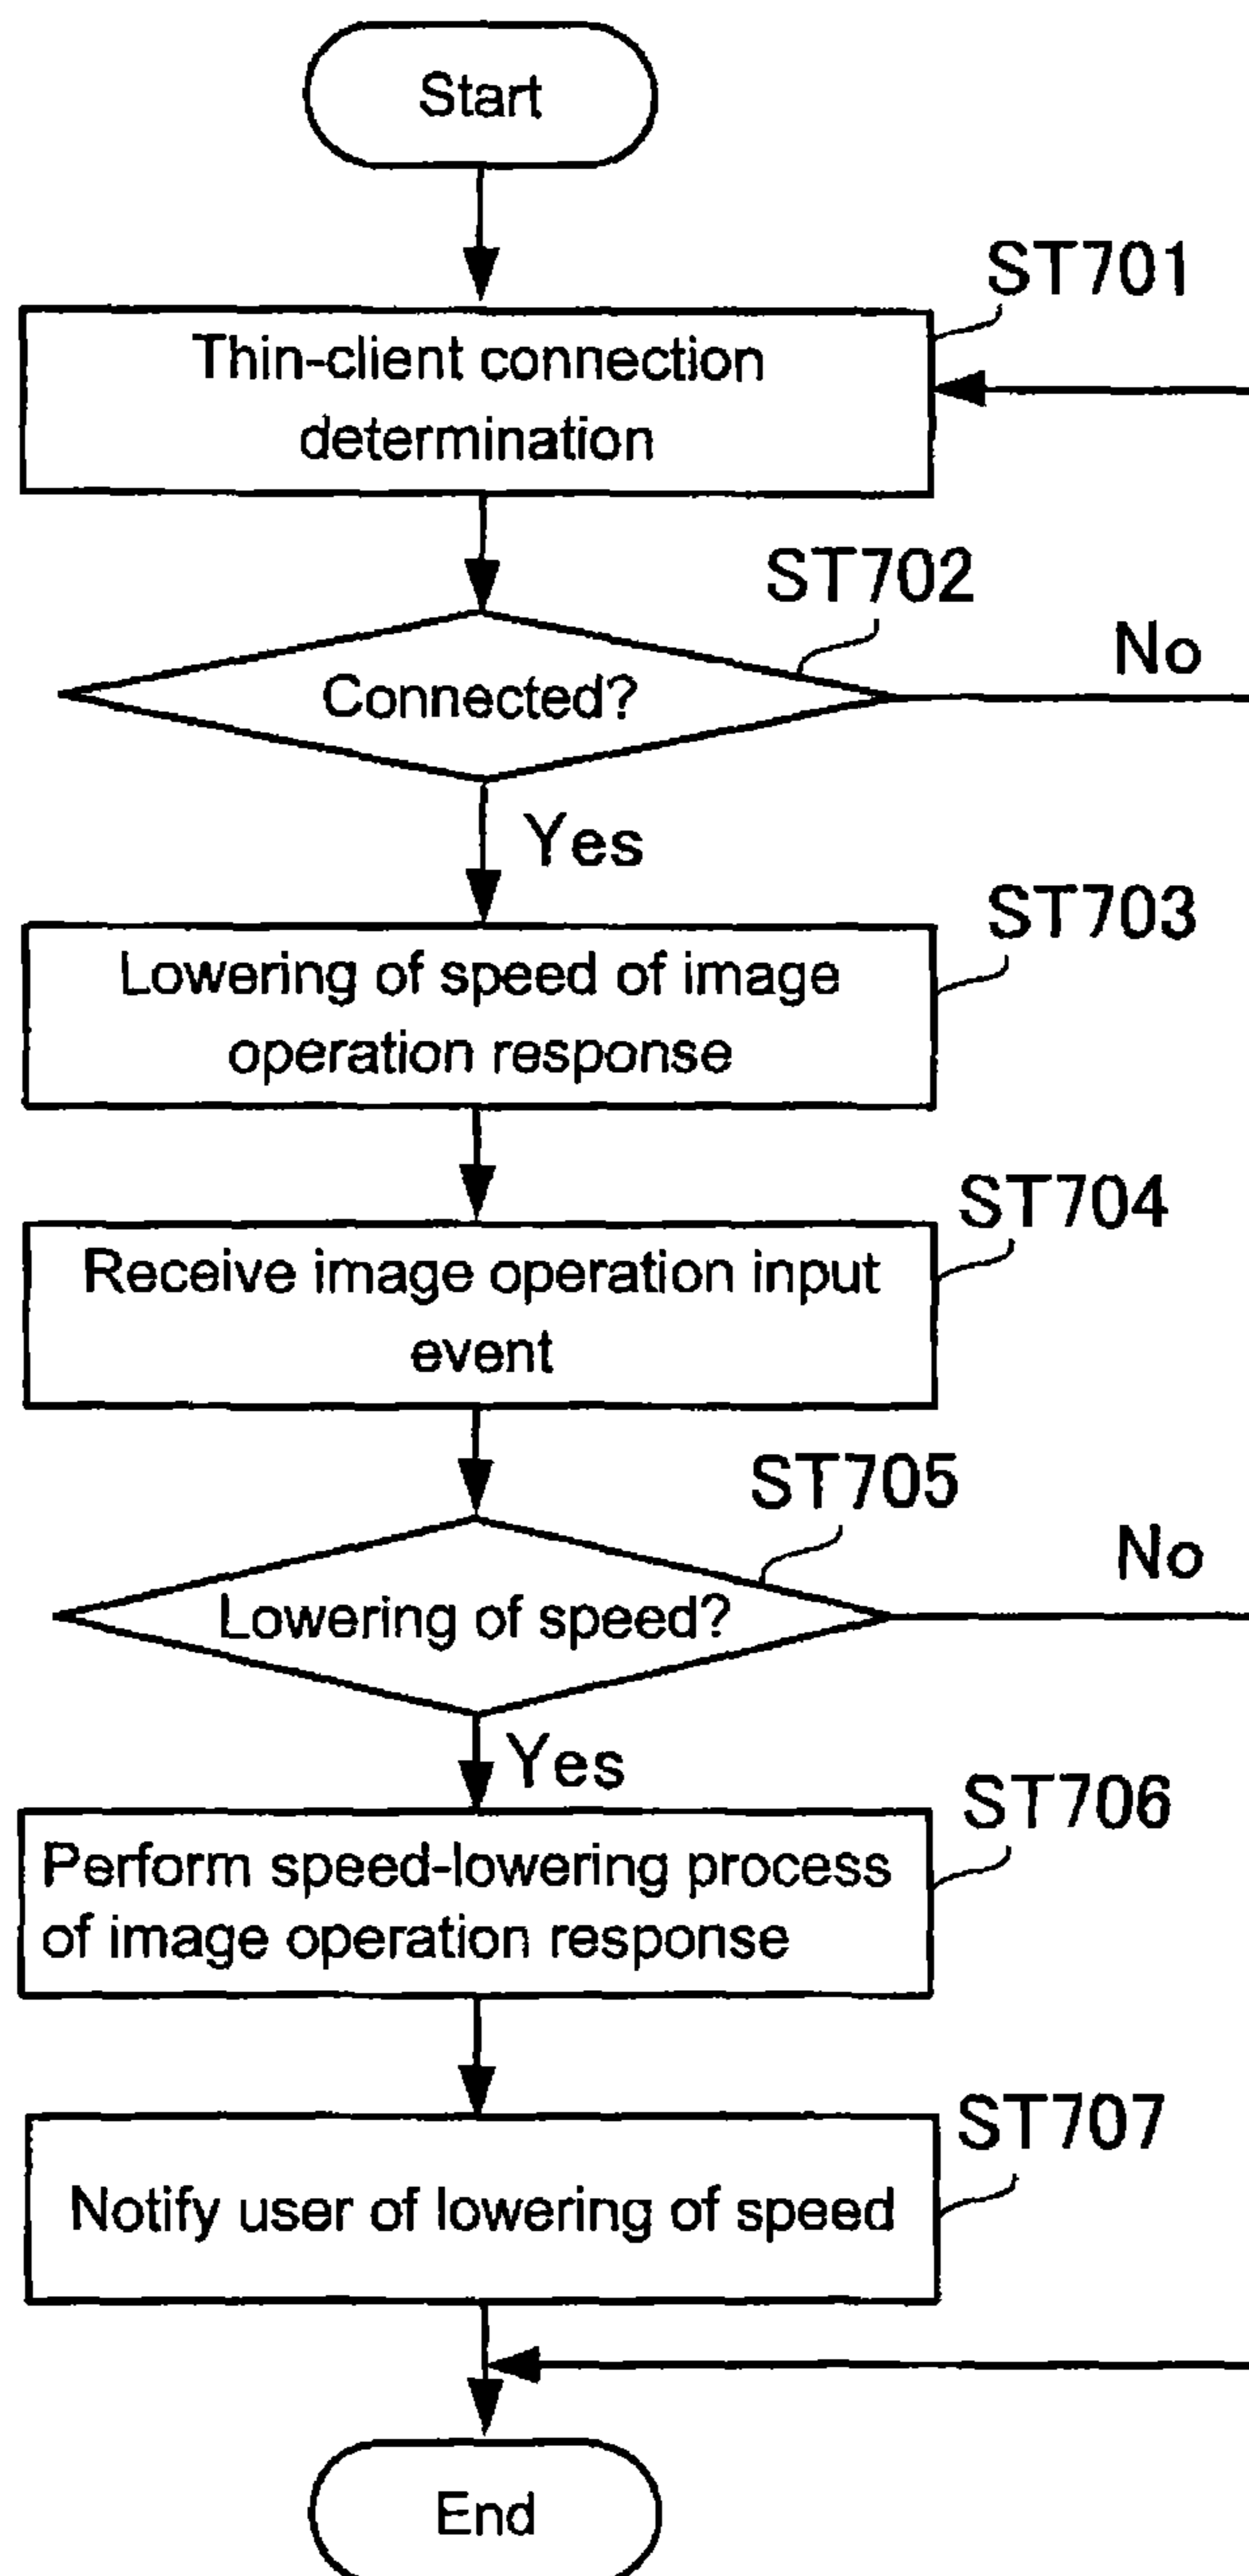 Start
ST701
Thin-client connection
determination
ST702
No
Connected?
Yes
ST703
Lowering of speed of image
operation response
ST704
Receive image operation input
event
ST705
No
Lowering of speed?
Yes
ST706
Perform speed-lowering process
of image operation response
ST707
Notify user of lowering of speed
End